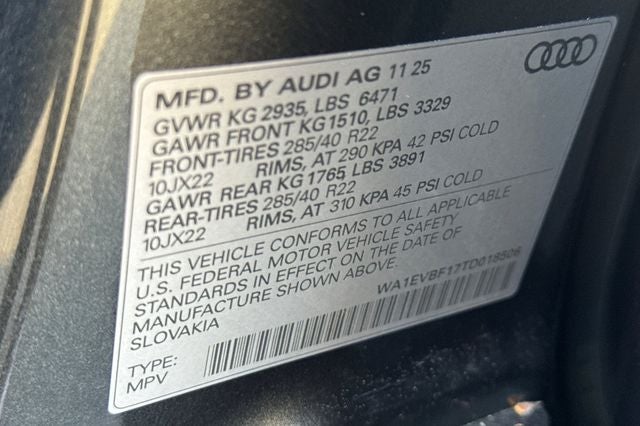 MFD. BY AUDI AG 11 25
GVWR KG 2935, LBS 6471
GAWR FRONT KG1510, LBS 3329
FRONT-TIRES 285/40 R22
10JX22 RIMS, AT 290 KPA 42 PSI COLD
GAWR REAR KG 1765 LBS 3891
REAR-TIRES 285/40 R22
10JX22 RIMS, AT 310 KPA 45 PSI COLD
THIS VEHICLE CONFORMS TO ALL APPLICABLE
U.S. FEDERAL MOTOR VEHICLE SAFETY
STANDARDS IN EFFECT ON THE DATE OF
MANUFACTURE SHOWN ABOVE.
SLOVAKIA
WA1EVBF17TD018506
TYPE:
MPV